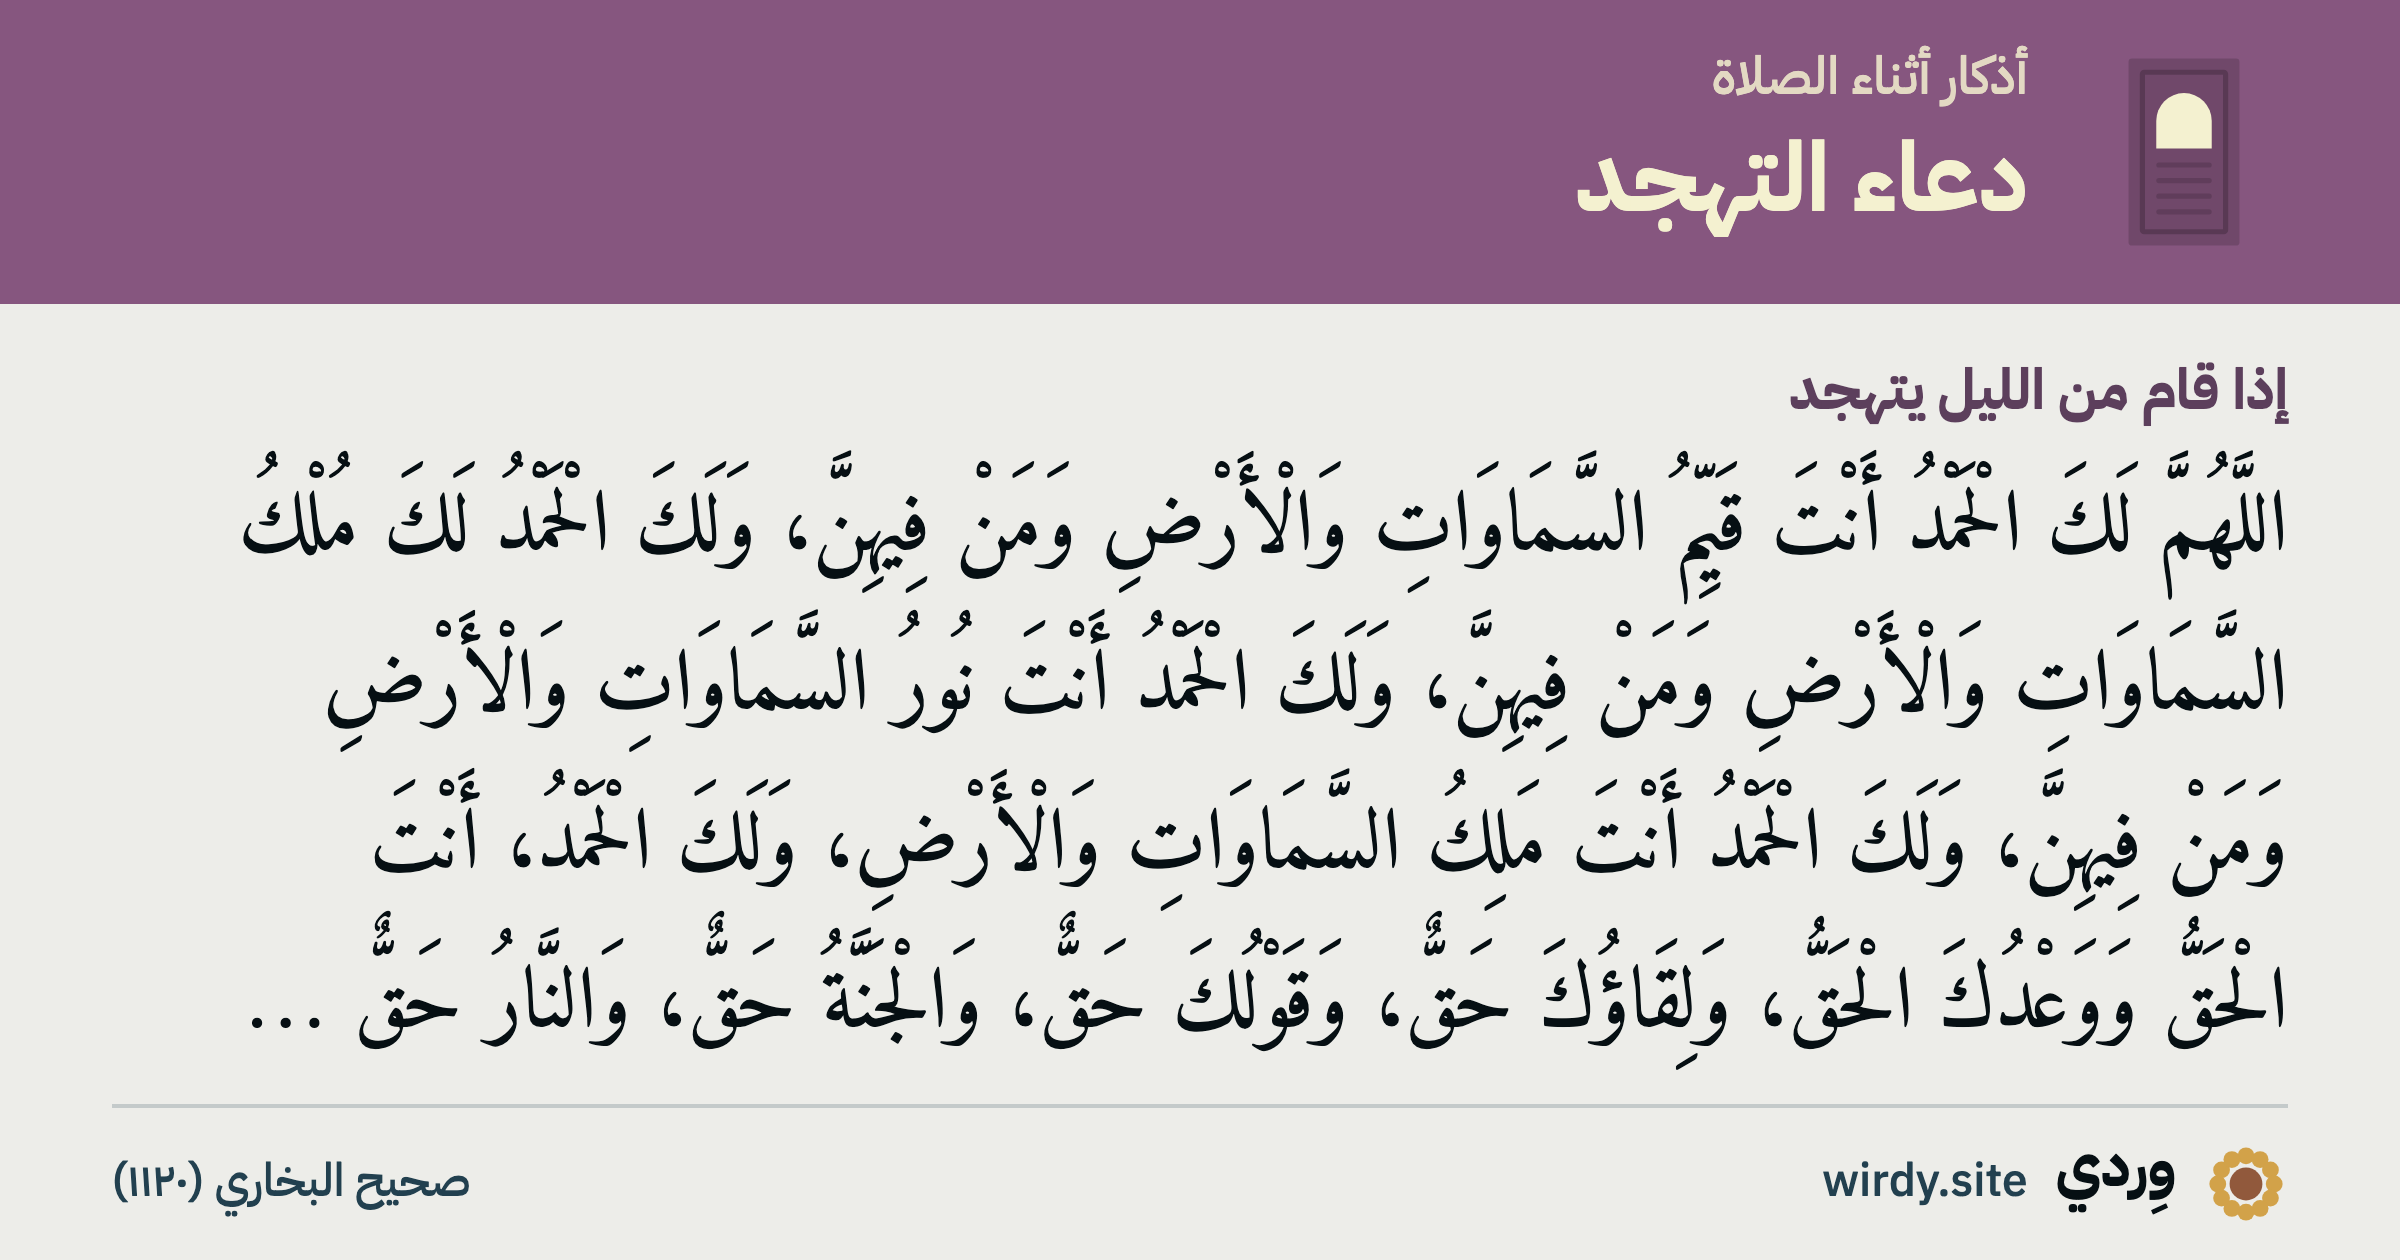 أذكار أثناء الصلاة
دعاء التهجد
إذا قام من الليل يتهجد
اللَّهُمَّ لَكَ الْحَمْدُ أَنْتَ قَيِّمُ السَّمَاوَاتِ وَالْأَرْضِ وَمَنْ فِيهِنَّ، وَلَكَ الْحَمْدُ لَكَ مُلْكُ
السَّمَاوَاتِ وَالْأَرْضِ وَمَنْ فِيهِنَّ، وَلَكَ الْحَمْدُ أَنْتَ نُورُ السَّمَاوَاتِ وَالْأَرْضِ
وَمَنْ فِيهِنَّ، وَلَكَ الْحَمْدُ أَنْتَ مَلِكُ السَّمَاوَاتِ وَالْأَرْضِ، وَلَكَ الْحَمْدُ، أَنْتَ
الْحَقُّ وَوَعْدُكَ الْحَقُّ، وَلِقَاؤُكَ حَقٌّ، وَقَوْلُكَ حَقٌّ، وَالْجَنَّةُ حَقٌّ، وَالنَّارُ حَقٌّ ...
وِردي wirdy.site
صحيح البخاري (١١٢٠)